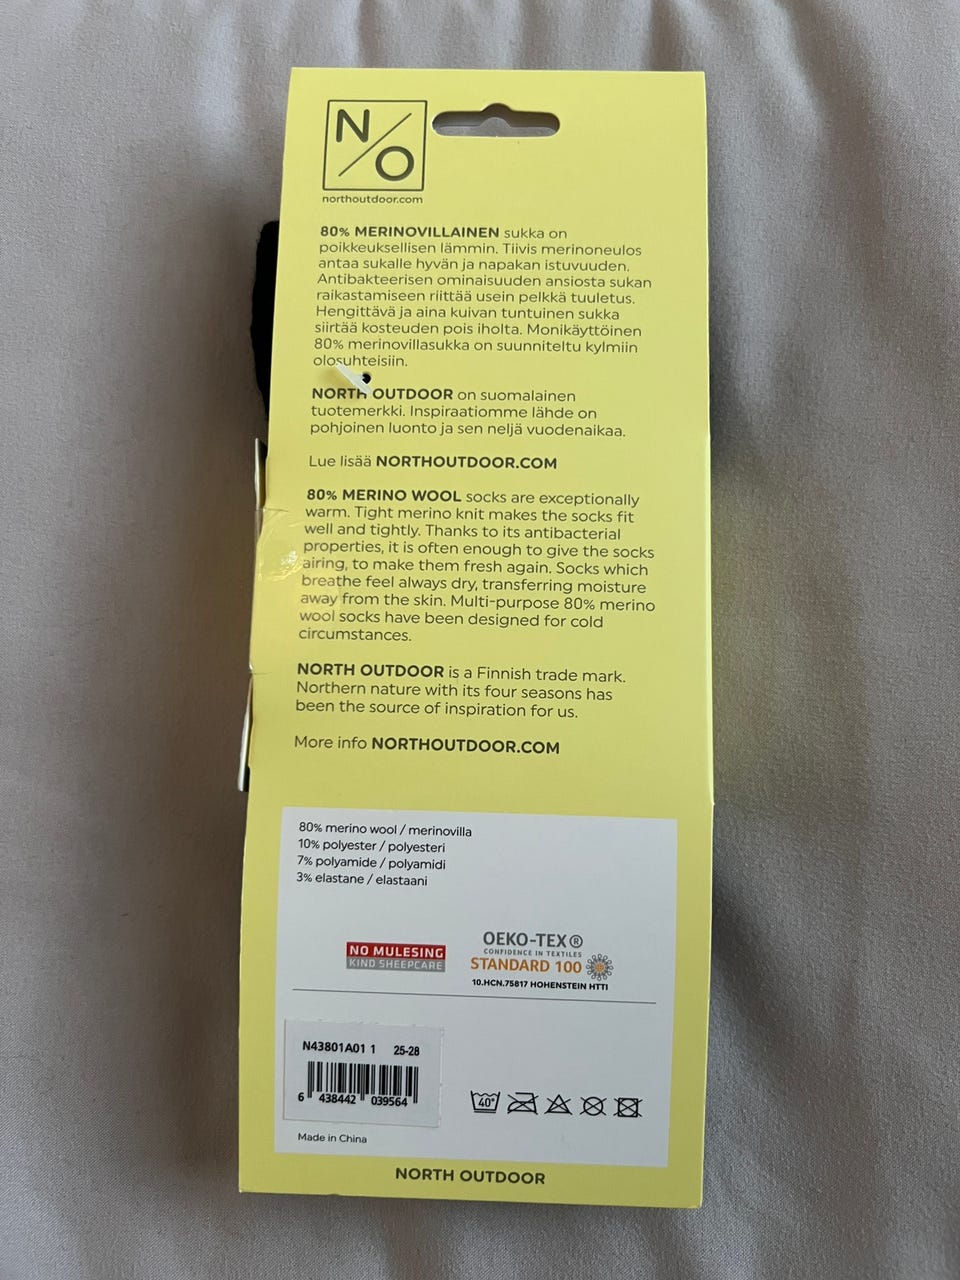 N/O
northoutdoor.com
80% MERINOVILLAINEN sukka on
poikkeuksellisen lämmin. Tiivis merinoneulos
antaa sukalle hyvän ja napakan istuvuuden.
Antibakteerisen ominaisuuden ansiosta sukan
raikastamiseen riittää usein pelkkä tuuletus.
Hengittävä ja aina kuivan tuntuinen sukka
siirtää kosteuden pois iholta. Monikäyttöinen
80% merinovillasukka on suunniteltu kylmiin
olosuhteisiin.
NORTH OUTDOOR on suomalainen
tuotemerkki. Inspiraatiomme lähde on
pohjoinen luonto ja sen neljä vuodenaikaa.
Lue lisää NORTHOUTDOOR.COM
80% MERINO WOOL socks are exceptionally
warm. Tight merino knit makes the socks fit
well and tightly. Thanks to its antibacterial
properties, it is often enough to give the socks
airing, to make them fresh again. Socks which
breathe feel always dry, transferring moisture
away from the skin. Multi-purpose 80% merino
wool socks have been designed for cold
circumstances.
NORTH OUTDOOR is a Finnish trade mark.
Northern nature with its four seasons has
been the source of inspiration for us.
More info NORTHOUTDOOR.COM
80% merino wool / merinovilla
10% polyester / polyesteri
7% polyamide / polyamidi
3% elastane / elastaani
NO MULESING
KIND SHEEPCARE
OEKO-TEX®
CONFIDENCE IN TEXTILES
STANDARD 100
10.HCN.75817 HOHENSTEIN HTTI
N43801A01 1 25-28
6 438442 039564
40°
Made in China
NORTH OUTDOOR